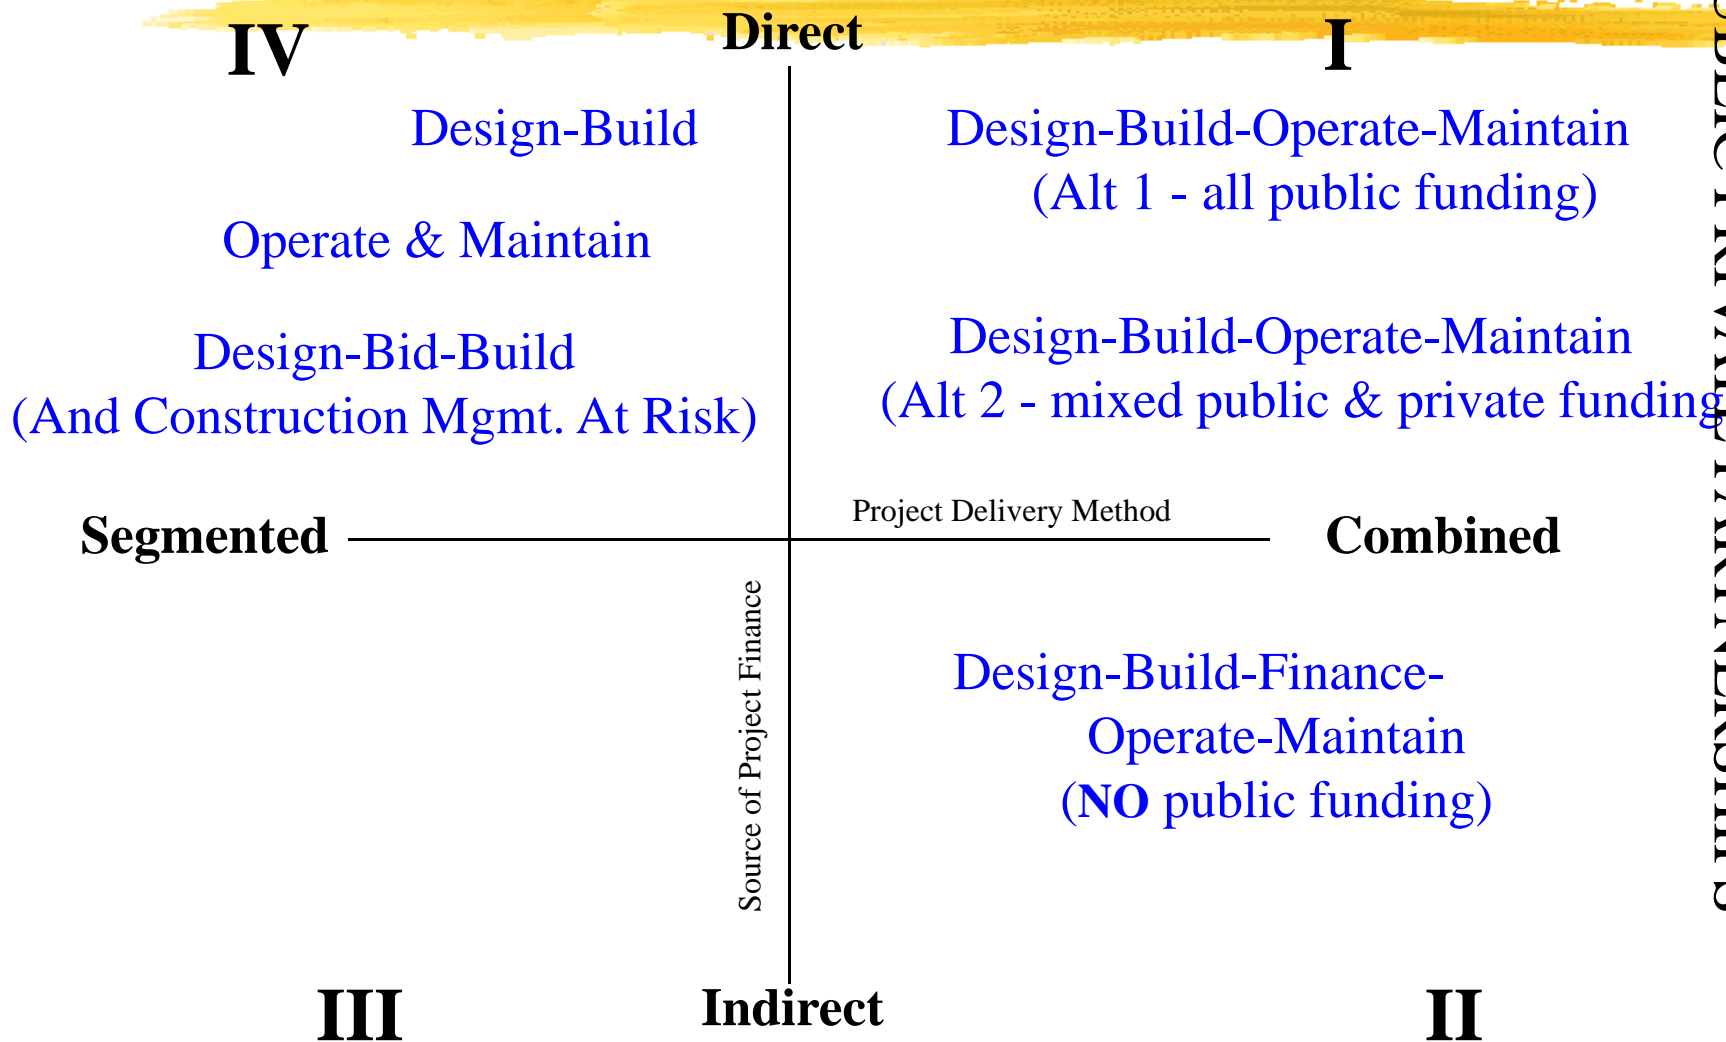 IV
Direct
I
Design-Build
Operate & Maintain
Design-Bid-Build
(And Construction Mgmt. At Risk)
Design-Build-Operate-Maintain
(Alt 1 - all public funding)
Design-Build-Operate-Maintain
(Alt 2 - mixed public & private funding
Segmented
Project Delivery Method
Combined
Source of Project Finance
Design-Build-Finance-
Operate-Maintain
(NO public funding)
III
Indirect
II